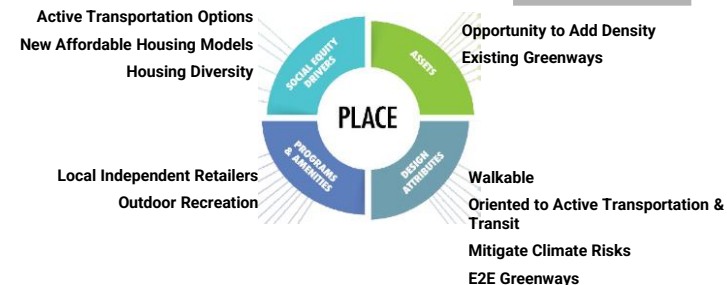 Active Transportation Options
New Affordable Housing Models
Housing Diversity
SOCIAL EQUITY
DRIVERS
ASSETS
Opportunity to Add Density
Existing Greenways
PLACE
Local Independent Retailers
Outdoor Recreation
PROGRAMS
& AMENITIES
DESIGN
ATTRIBUTES
Walkable
Oriented to Active Transportation &
Transit
Mitigate Climate Risks
E2E Greenways